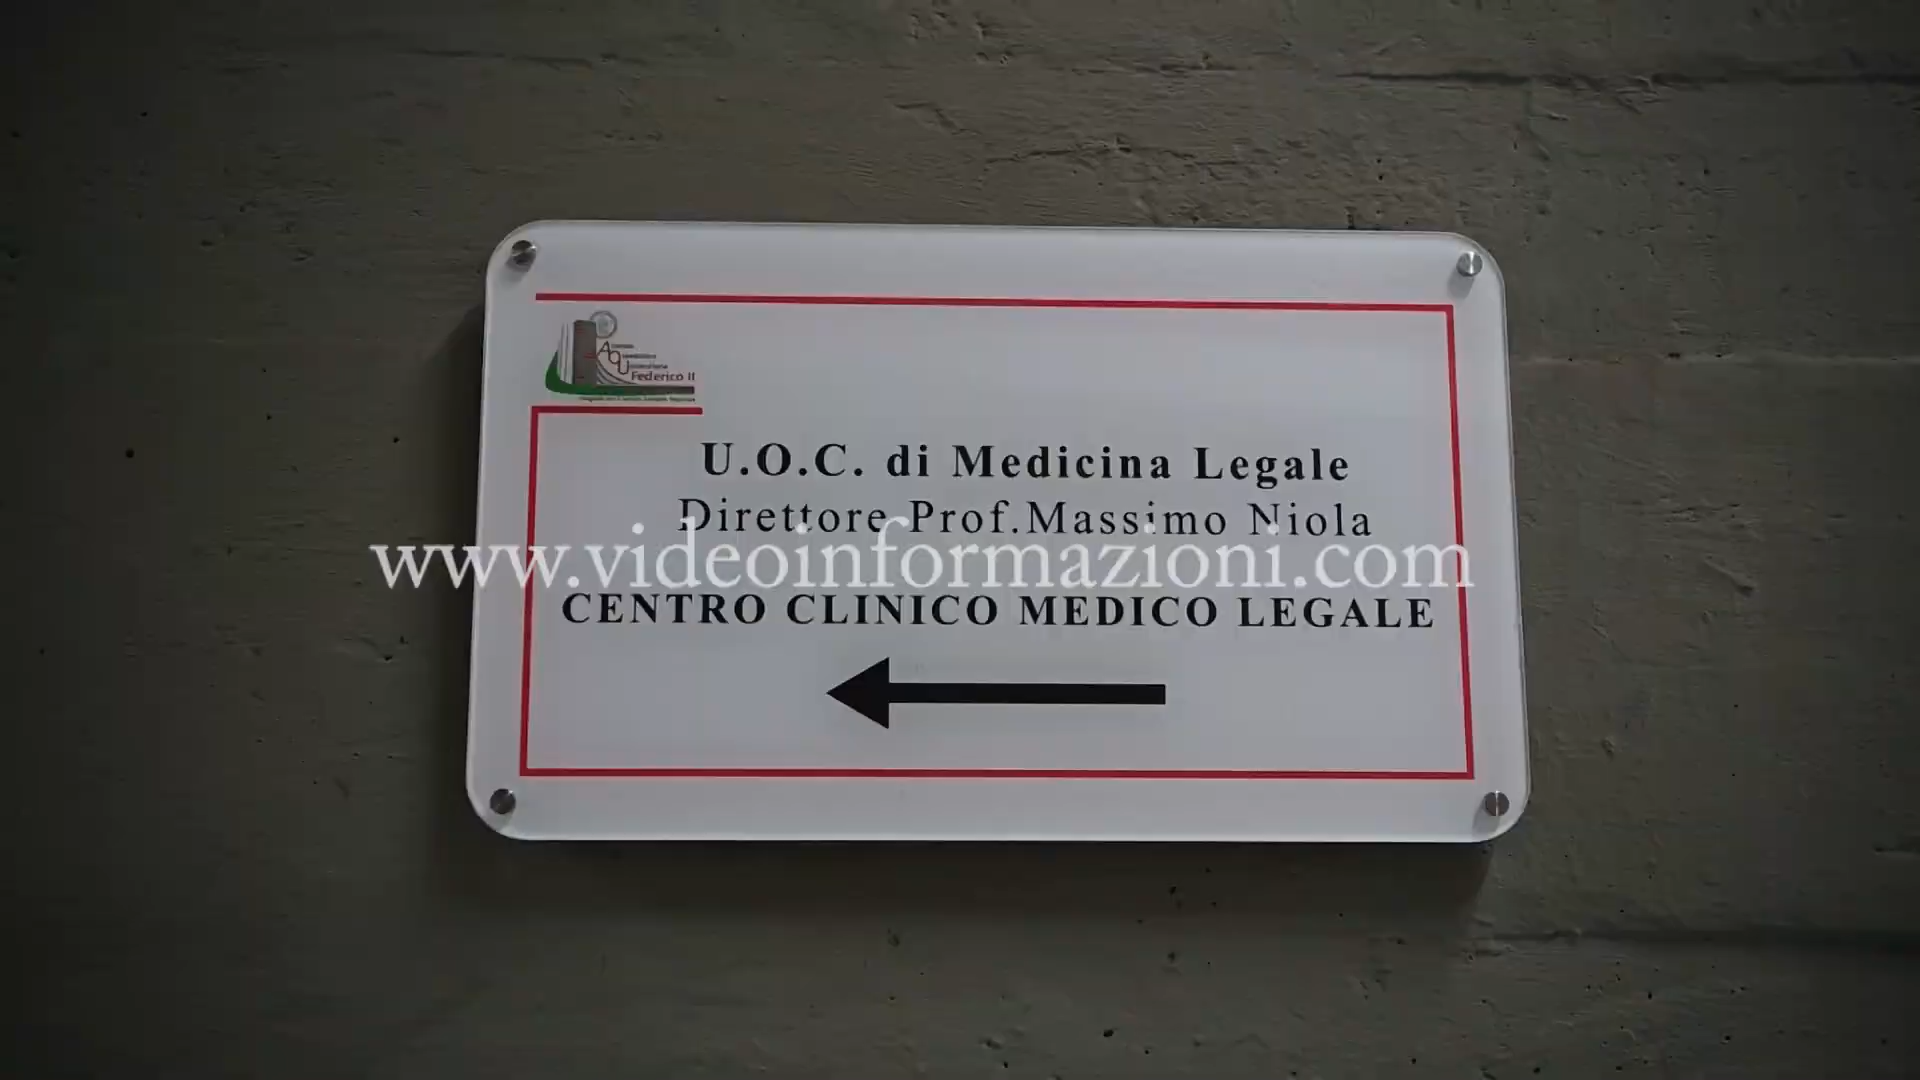 Federico II
U.O.C. di Medicina Legale
Direttore Prof.Massimo Niola
www.videoinformazioni.com
CENTRO CLINICO MEDICO LEGALE